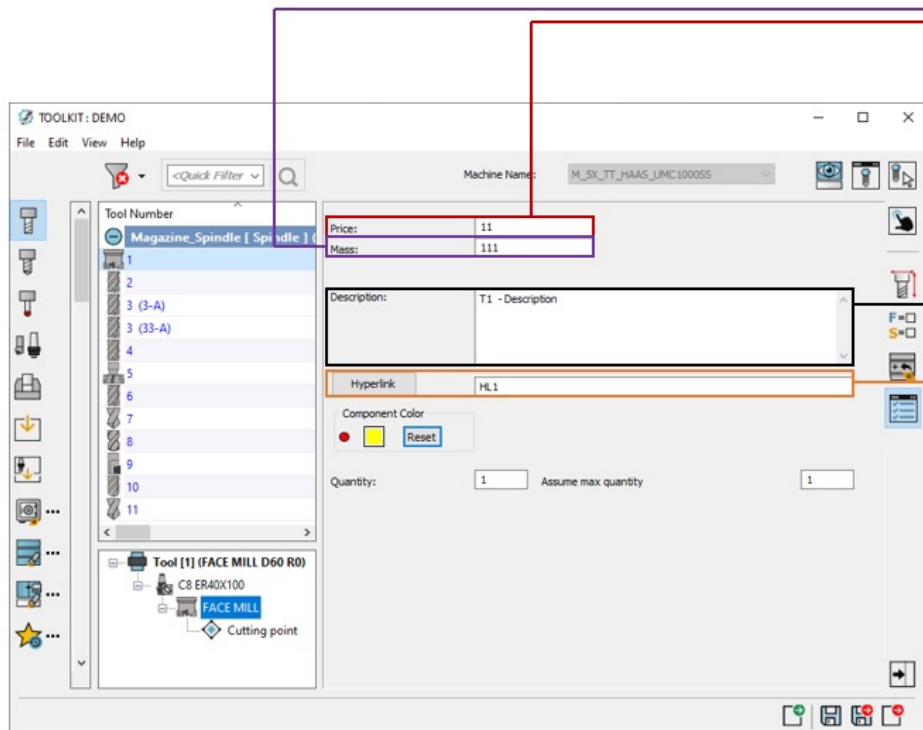 TOOLKIT : DEMO
File Edit View Help
<Quick Filter
Machine Name:
M_5X_TT_HAAS_UMC1000SS
Tool Number
Magazine_Spindle [ Spindle ] (
1
2
3 (3-A)
3 (33-A)
4
5
6
7
8
9
10
11
Tool [1] (FACE MILL D60 R0)
C8 ER40X100
FACE MILL
Cutting point
Price: 11
Mass: 111
Description: T1 - Description
Hyperlink HL1
Component Color
Reset
Quantity: 1 Assume max quantity 1
F=
S=